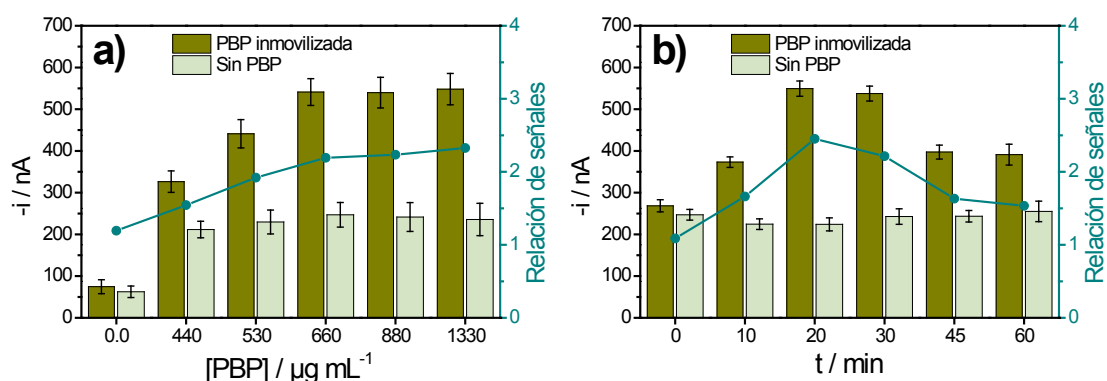 a)
PBP inmovilizada
Sin PBP
-i / nA
700
600
500
400
300
200
100
0
0.0 440 530 660 880 1330
[PBP] / µg mL⁻¹
4
3
2
1
0
Relación de señales
b)
PBP inmovilizada
Sin PBP
-i / nA
700
600
500
400
300
200
100
0
0 10 20 30 45 60
t / min
4
3
2
1
0
Relación de señales